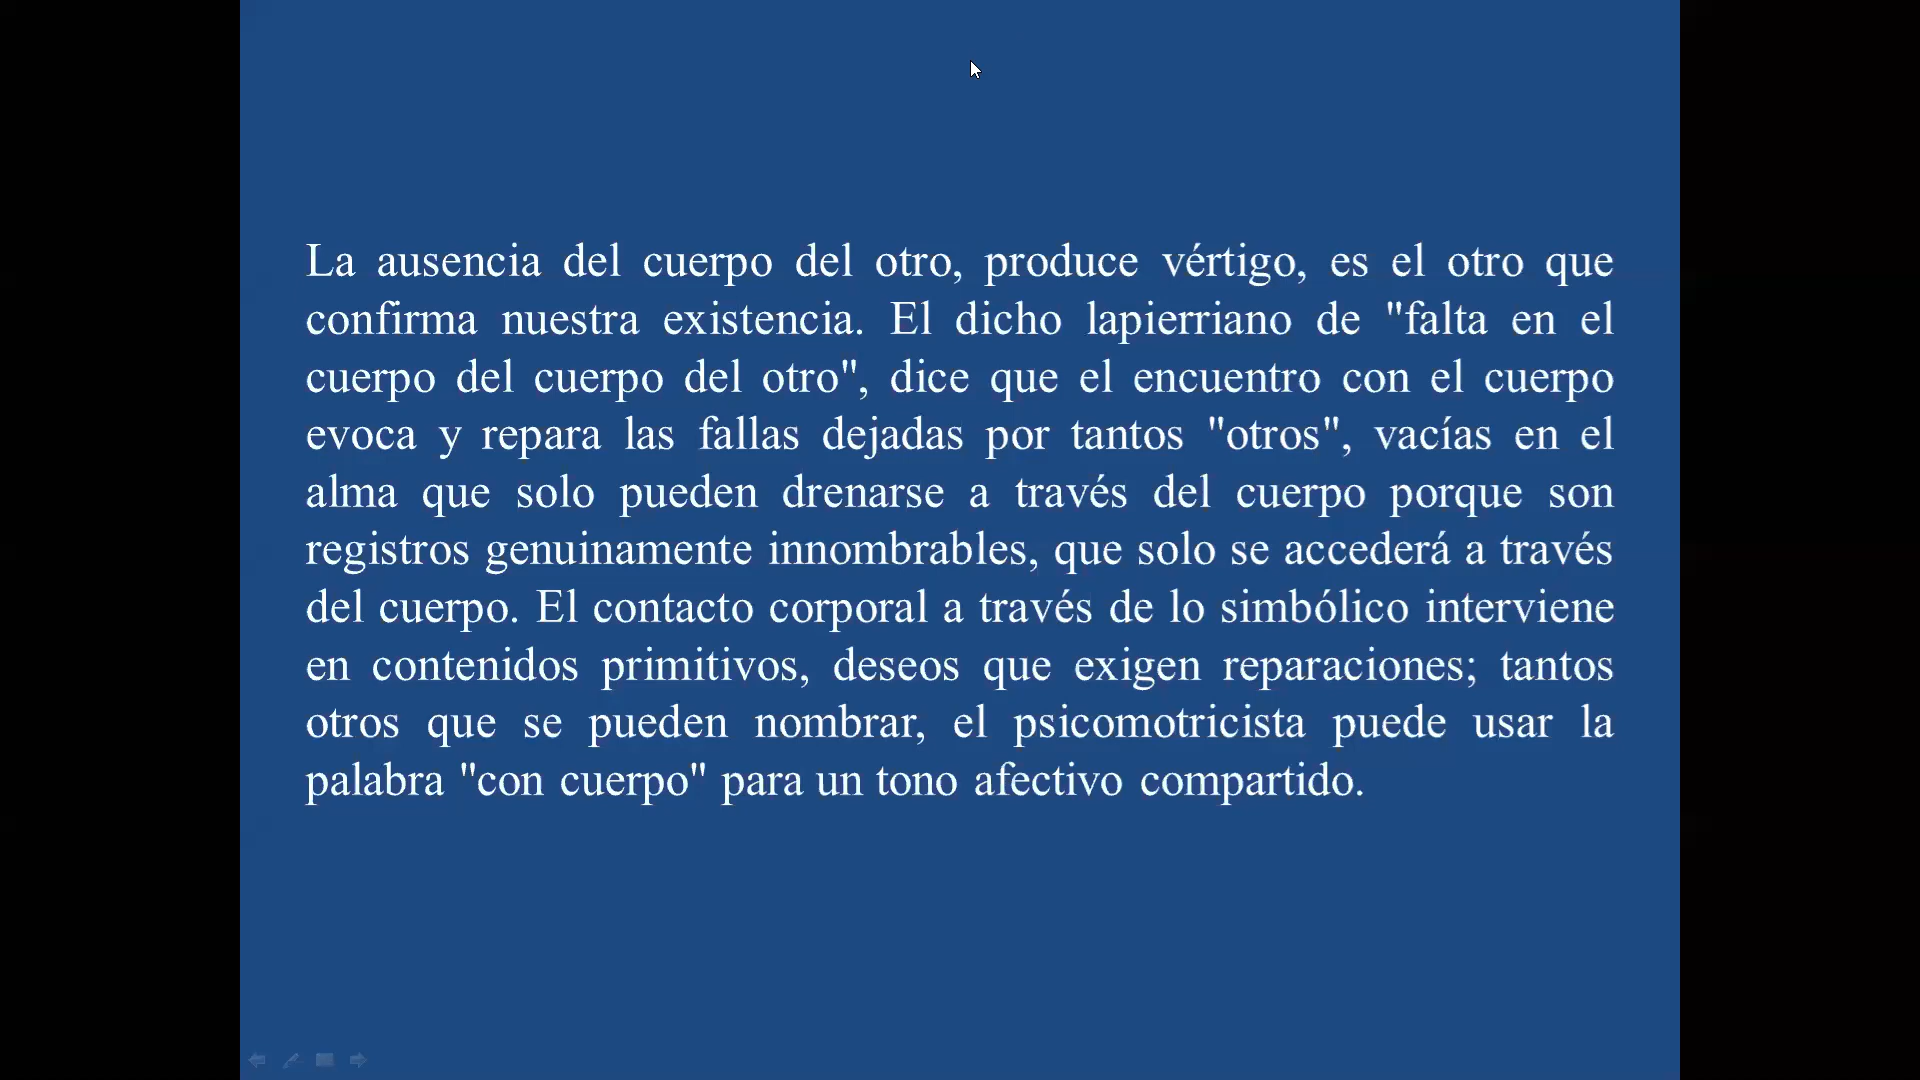 La ausencia del cuerpo del otro, produce vértigo, es el otro que
confirma nuestra existencia. El dicho lapierriano de "falta en el
cuerpo del cuerpo del otro", dice que el encuentro con el cuerpo
evoca y repara las fallas dejadas por tantos "otros", vacías en el
alma que solo pueden drenarse a través del cuerpo porque son
registros genuinamente innombrables, que solo se accederá a través
del cuerpo. El contacto corporal a través de lo simbólico interviene
en contenidos primitivos, deseos que exigen reparaciones; tantos
otros que se pueden nombrar, el psicomotricista puede usar la
palabra "con cuerpo" para un tono afectivo compartido.